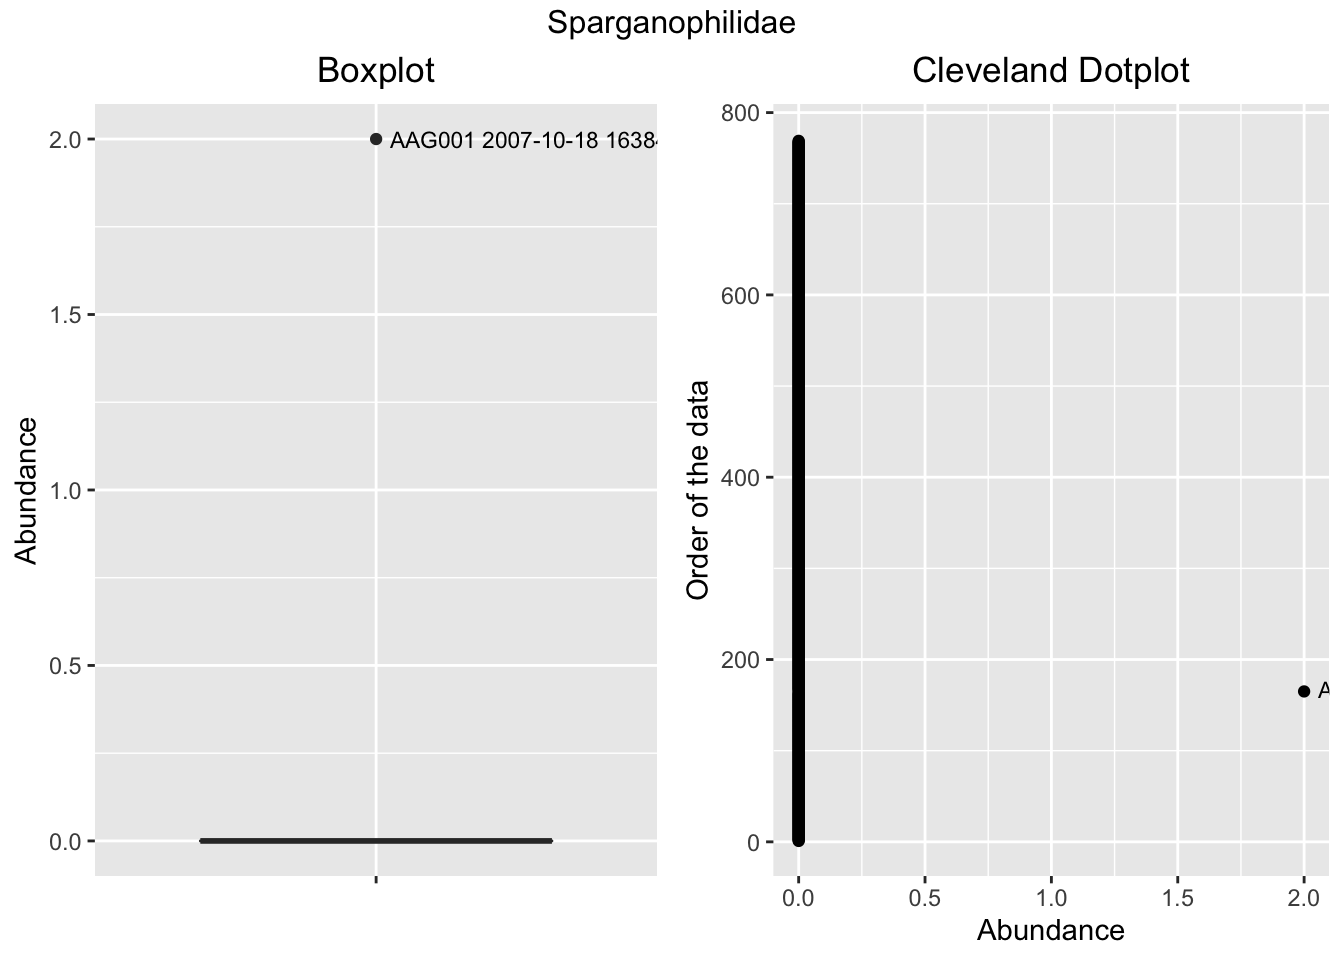 Sparganophilidae
Boxplot
Abundance
2.0
1.5
1.0
0.5
0.0
AAG001 2007-10-18
Cleveland Dotplot
Order of the data
800
600
400
200
0
A
0.0 0.5 1.0 1.5 2.0
Abundance